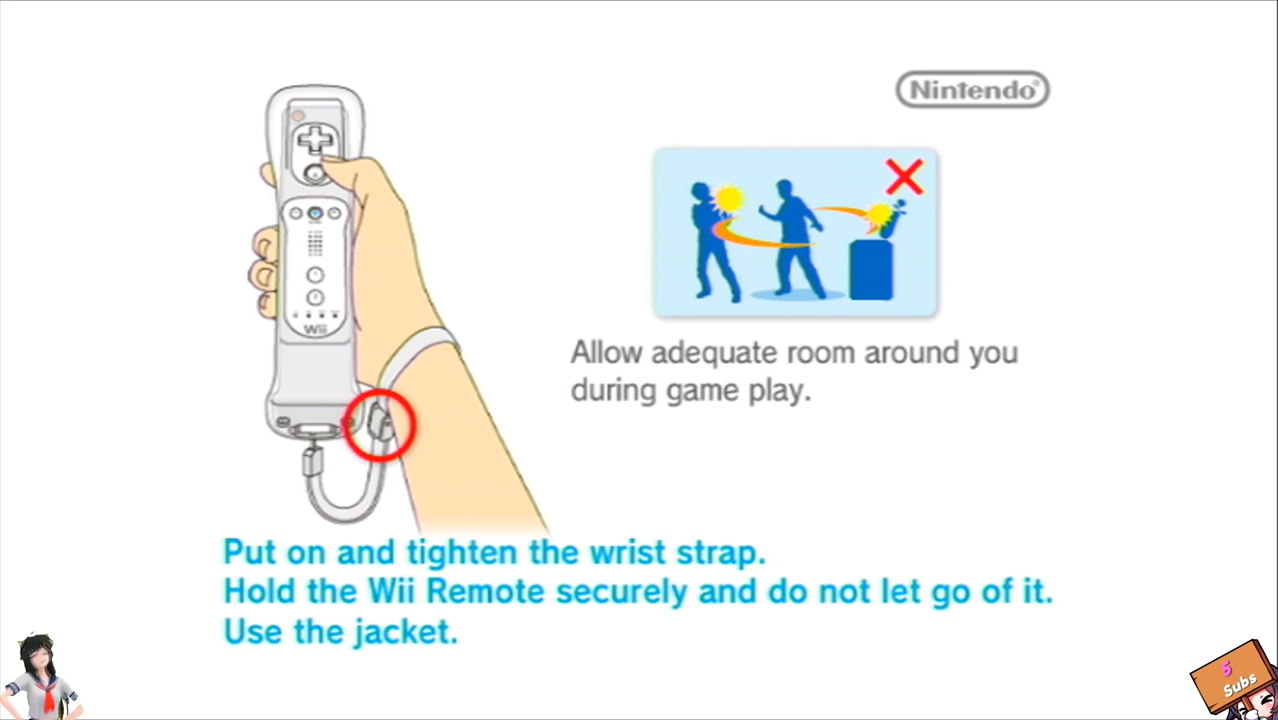 Nintendo®
Wii
Allow adequate room around you
during game play.
Put on and tighten the wrist strap.
Hold the Wii Remote securely and do not let go of it.
Use the jacket.
5
Subs